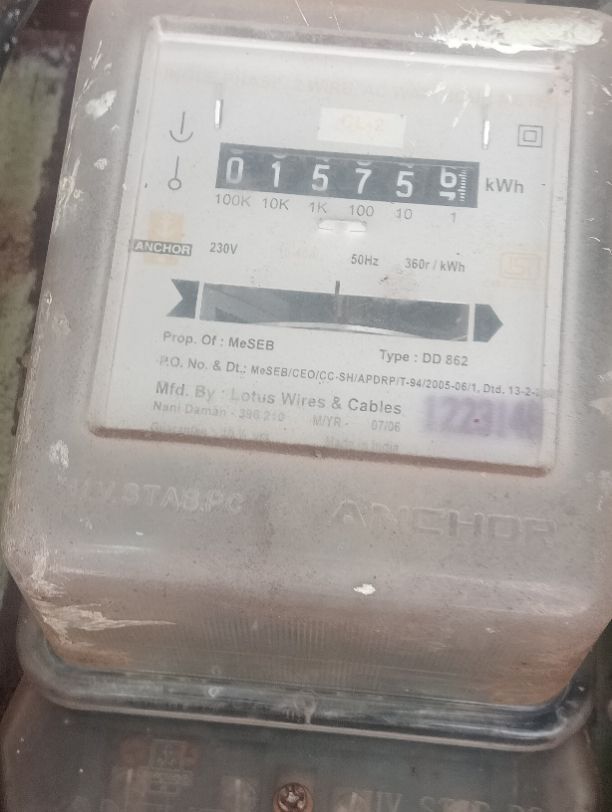 CL-2
0 1 5 7 5 6 kWh
100K 10K 1K 100 10 1
ANCHOR 230V 50Hz 360r / kWh
Prop. Of : MeSEB Type : DD 862
P.O. No. & Dt.: MeSEB/CEO/CC-SH/APDRP/T-94/2005-06/1, Dtd. 13-2-
Mfd. By : Lotus Wires & Cables
Nani Daman - 396 210 M/YR - 07/06
Made in India
ANCHOR